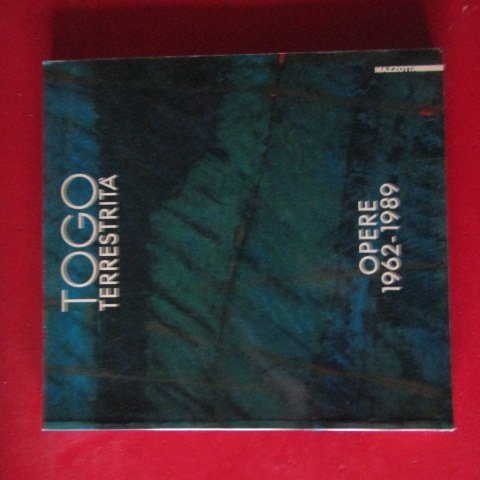 TOGO
TERRESTRITÀ
OPERE
1962-1989
MAZZOTTA